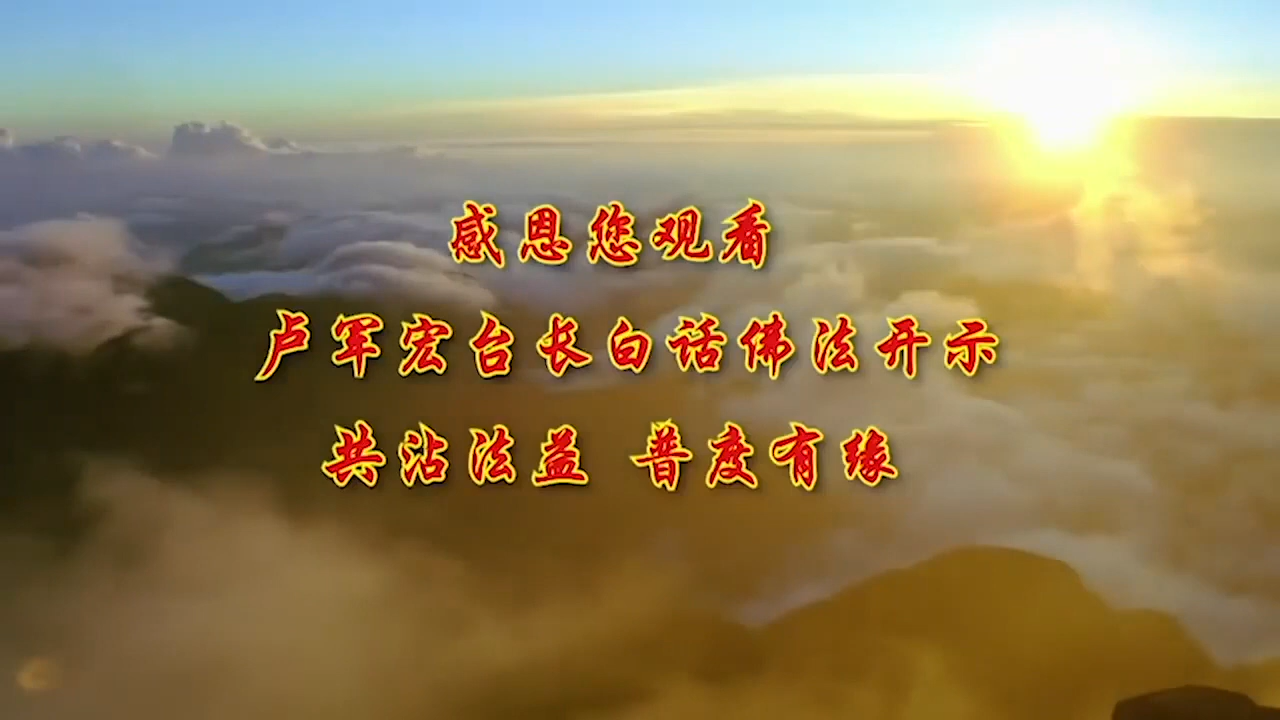 感恩您观看
卢军宏台长白话佛法开示
共沾法益 普度有缘